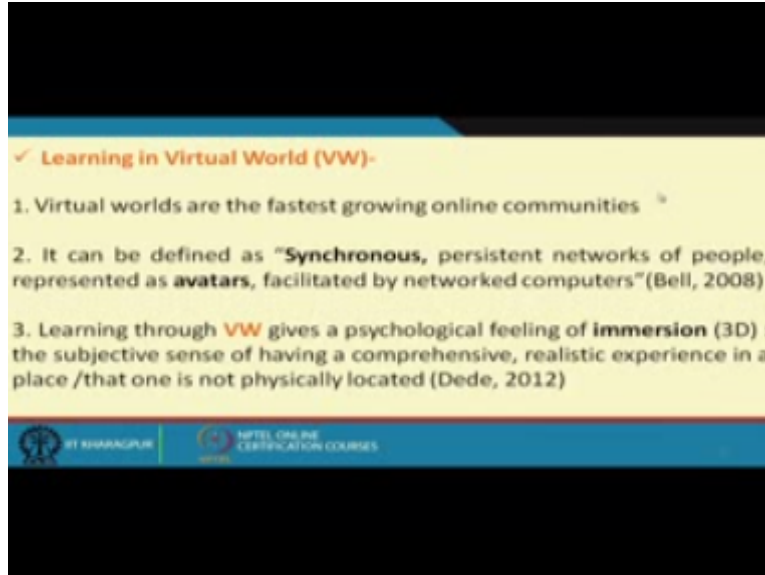 ✓ Learning in Virtual World (VW)-
1. Virtual worlds are the fastest growing online communities
2. It can be defined as "Synchronous, persistent networks of people,
represented as avatars, facilitated by networked computers"(Bell, 2008)
3. Learning through VW gives a psychological feeling of immersion (3D)
the subjective sense of having a comprehensive, realistic experience in a
place /that one is not physically located (Dede, 2012)
IIT KHARAGPUR
NPTEL ONLINE
CERTIFICATION COURSES
NPTEL